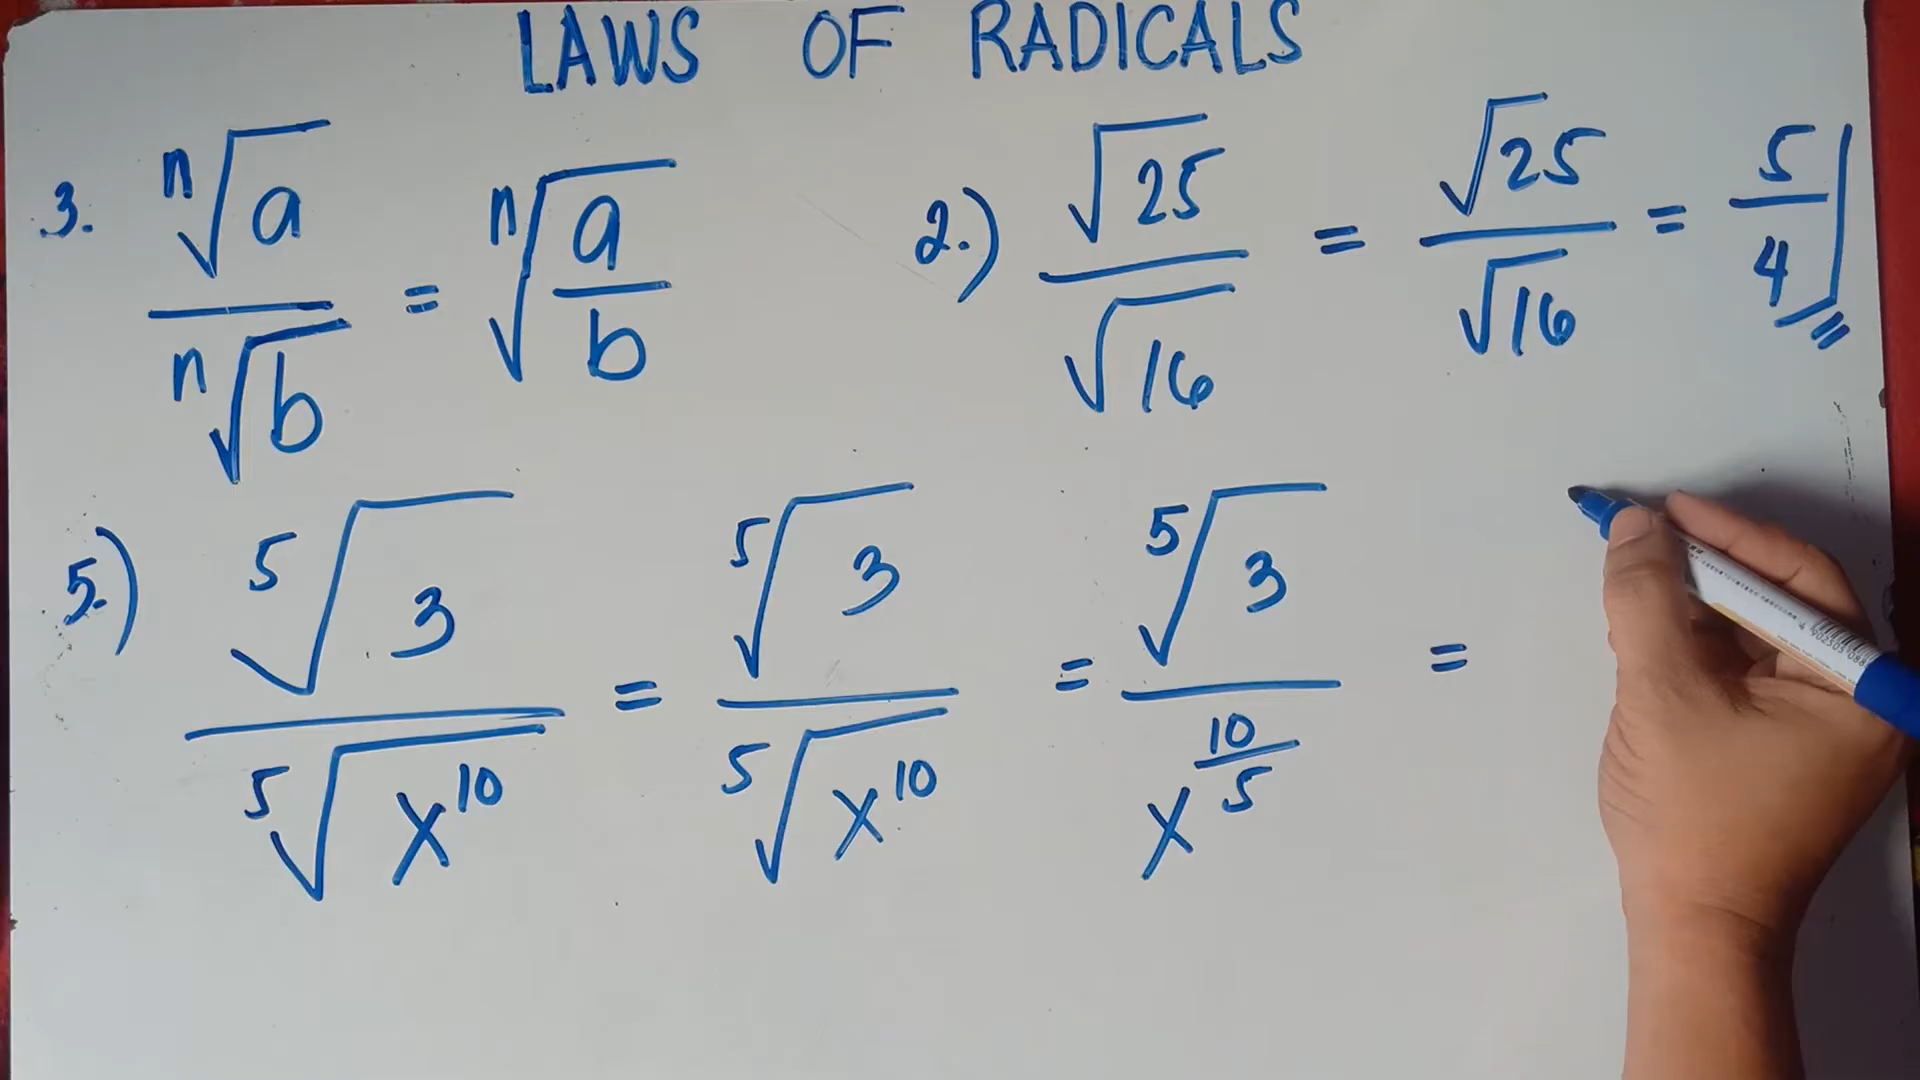 LAWS OF RADICALS
3. ⁿ√a / ⁿ√b = ⁿ√(a/b)
2.) √25 / √16 = √25 / √16 = 5/4
5.) ⁵√3 / ⁵√x¹⁰ = ⁵√3 / ⁵√x¹⁰ = ⁵√3 / x^(10/5) =